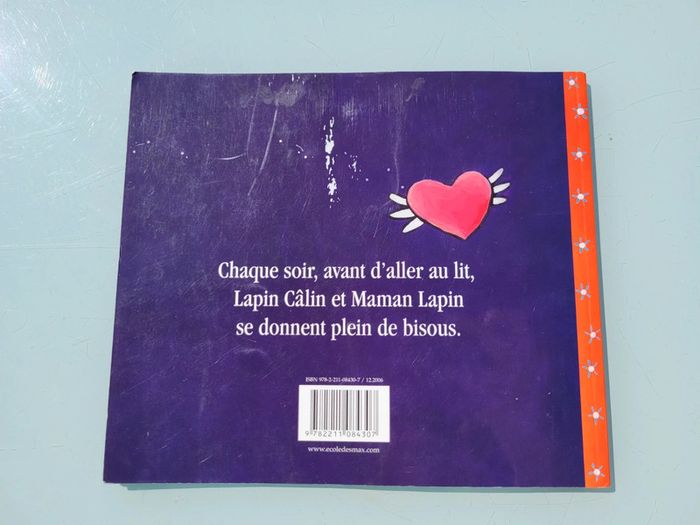 Chaque soir, avant d'aller au lit,
Lapin Câlin et Maman Lapin
se donnent plein de bisous.
ISBN 978-2-211-08430-7 / 12.2006
9 782211 084307
www.ecoledesmax.com